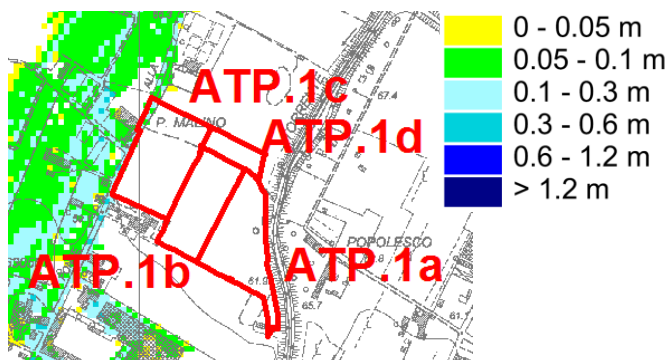 0 - 0.05 m
0.05 - 0.1 m
0.1 - 0.3 m
0.3 - 0.6 m
0.6 - 1.2 m
> 1.2 m
ATP.1c
67.4
P. MALINO
ATP.1d
POPOLESCO
ATP.1b
61.9
ATP.1a
65.7